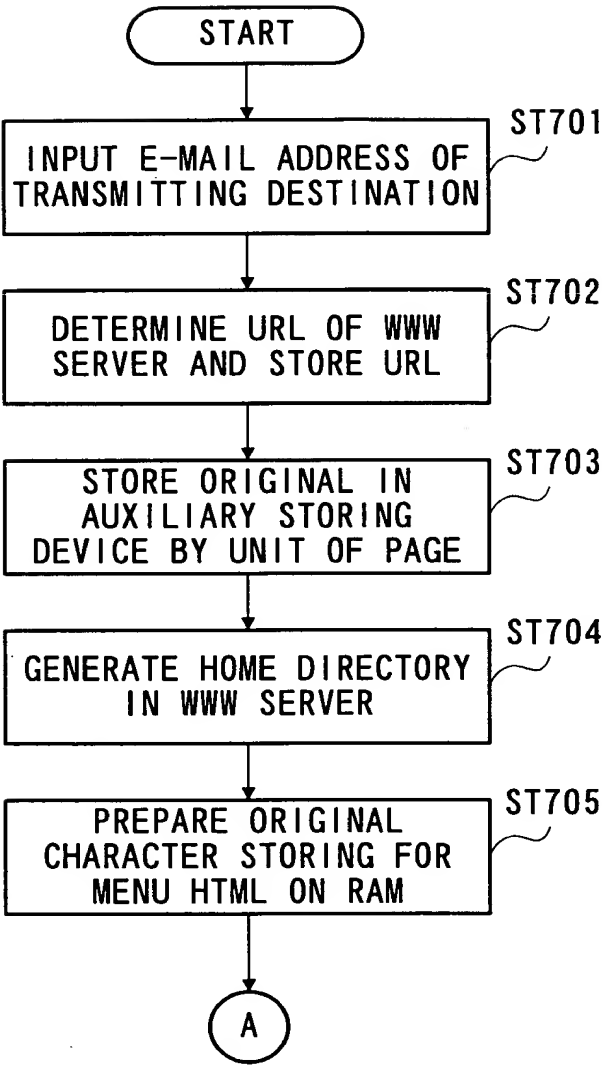 START
ST701
INPUT E-MAIL ADDRESS OF
TRANSMITTING DESTINATION
ST702
DETERMINE URL OF WWW
SERVER AND STORE URL
ST703
STORE ORIGINAL IN
AUXILIARY STORING
DEVICE BY UNIT OF PAGE
ST704
GENERATE HOME DIRECTORY
IN WWW SERVER
ST705
PREPARE ORIGINAL
CHARACTER STORING FOR
MENU HTML ON RAM
A